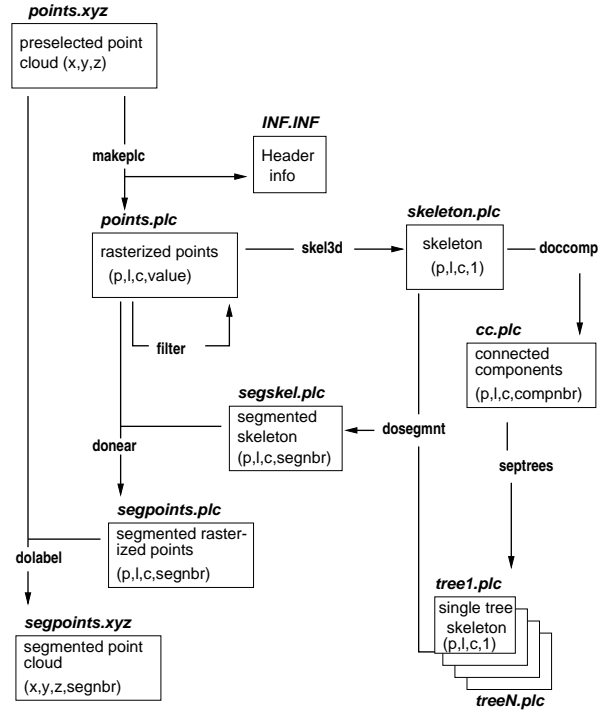 points.xyz
preselected point
cloud (x,y,z)
INF.INF
Header
info
makeplc
points.plc
rasterized points
(p,l,c,value)
skel3d
skeleton.plc
skeleton
(p,l,c,1)
doccomp
filter
cc.plc
connected
components
(p,l,c,compnbr)
segskel.plc
segmented
skeleton
(p,l,c,segnbr)
dosegmnt
donear
septrees
segpoints.plc
segmented raster-
ized points
(p,l,c,segnbr)
dolabel
tree1.plc
single tree
skeleton
(p,l,c,1)
treeN.plc
segpoints.xyz
segmented point
cloud
(x,y,z,segnbr)